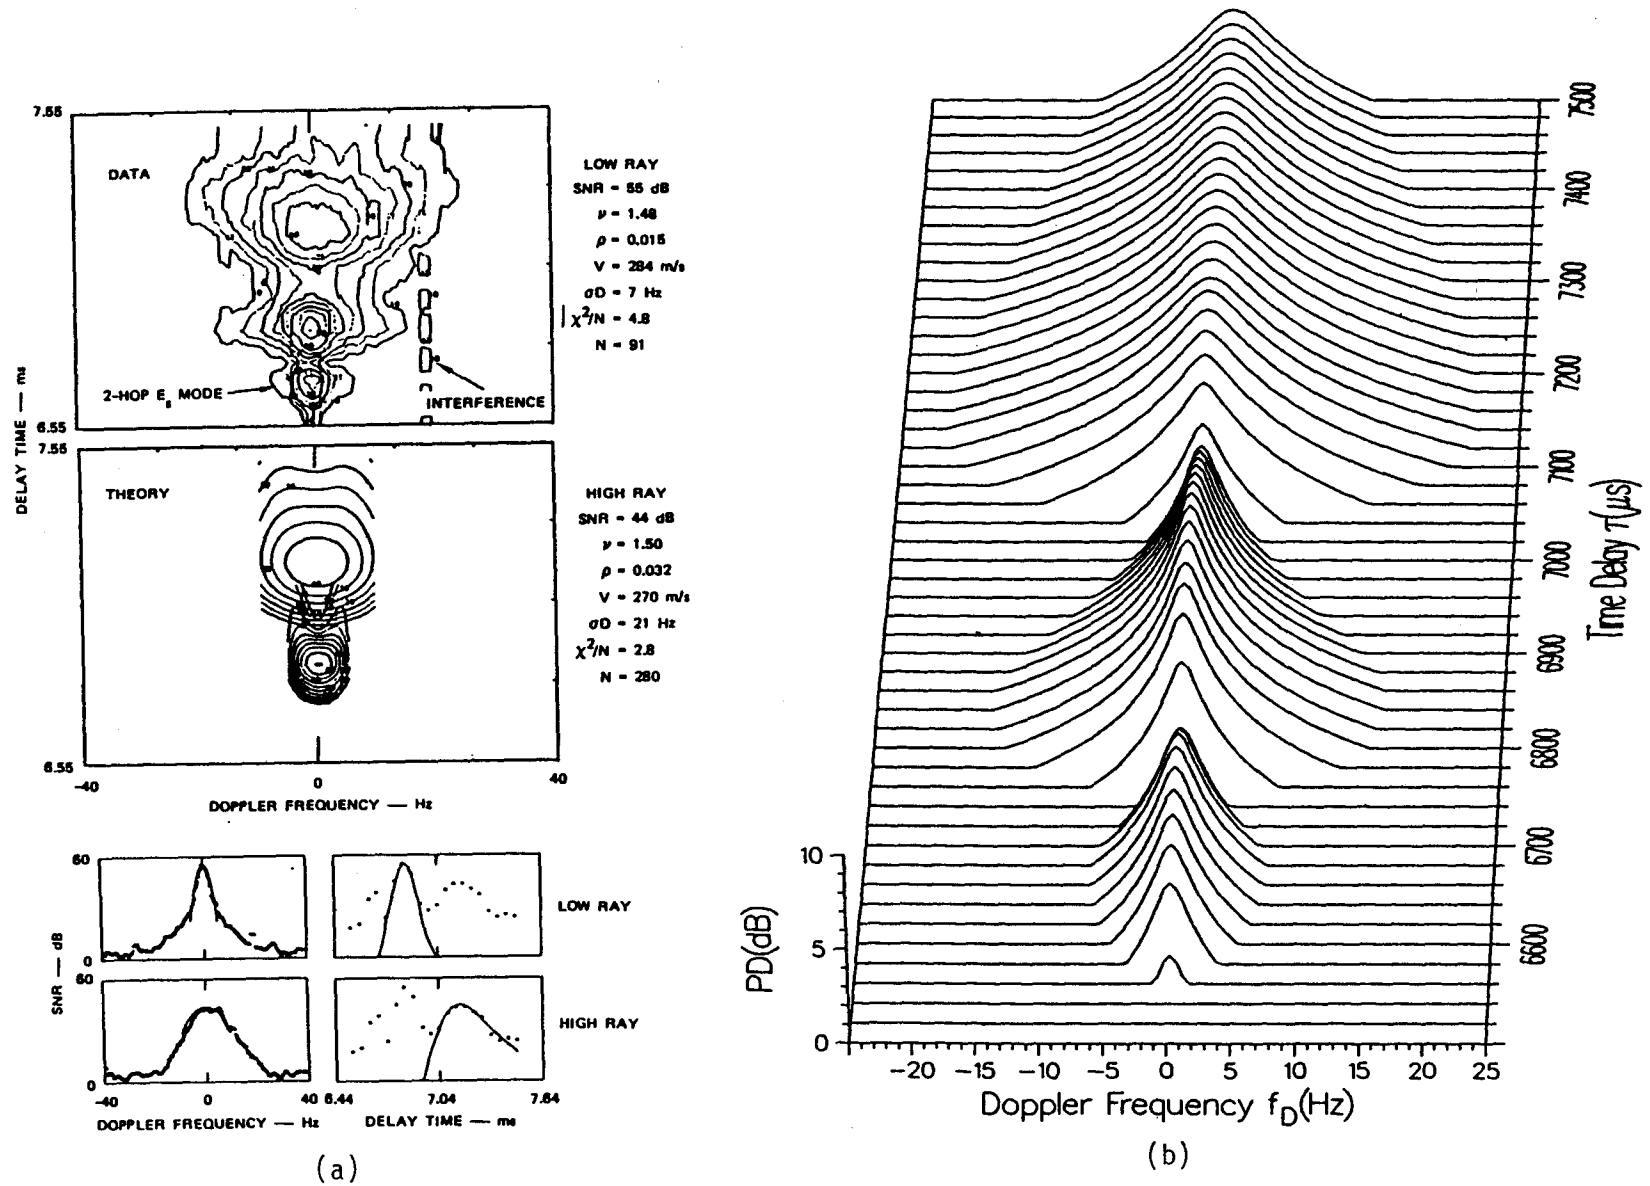 7.55
DATA
2-HOP Es MODE
INTERFERENCE
6.55
DELAY TIME — ms
LOW RAY
SNR = 55 dB
ν = 1.48
ρ = 0.015
V = 284 m/s
σD = 7 Hz
χ²/N = 4.8
N = 91
7.55
THEORY
6.55
-40
0
40
DOPPLER FREQUENCY — Hz
HIGH RAY
SNR = 44 dB
ν = 1.50
ρ = 0.032
V = 270 m/s
σD = 21 Hz
χ²/N = 2.8
N = 280
60
0
LOW RAY
SNR — dB
60
0
HIGH RAY
-40
0
40
6.44
7.04
7.64
DOPPLER FREQUENCY — Hz
DELAY TIME — ms
(a)
7500
7400
7300
7200
7100
7000
6900
6800
6700
6600
Time Delay τ(μs)
10
5
0
PD(dB)
-20 -15 -10 -5 0 5 10 15 20 25
Doppler Frequency fD(Hz)
(b)